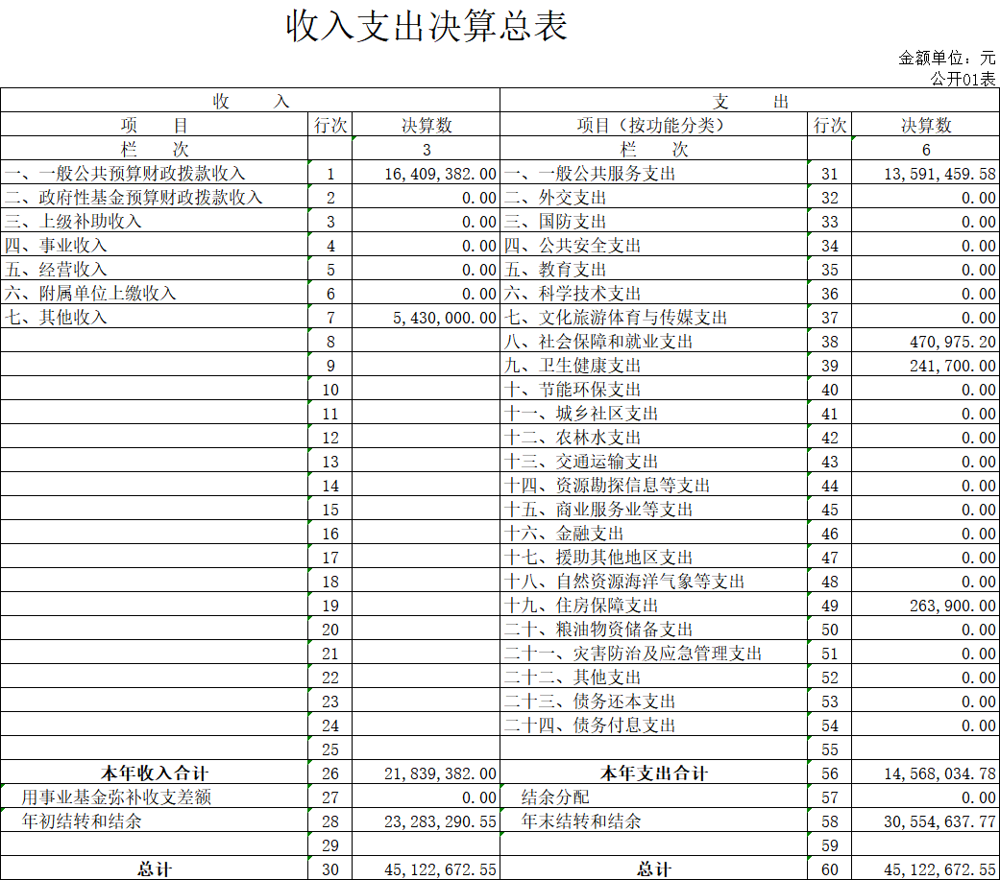 收入支出决算总表
金额单位：元
公开01表
收 入 支 出
项 目 行次 决算数 项目（按功能分类） 行次 决算数
栏 次 3 栏 次 6
一、一般公共预算财政拨款收入 1 16,409,382.00 一、一般公共服务支出 31 13,591,459.58
二、政府性基金预算财政拨款收入 2 0.00 二、外交支出 32 0.00
三、上级补助收入 3 0.00 三、国防支出 33 0.00
四、事业收入 4 0.00 四、公共安全支出 34 0.00
五、经营收入 5 0.00 五、教育支出 35 0.00
六、附属单位上缴收入 6 0.00 六、科学技术支出 36 0.00
七、其他收入 7 5,430,000.00 七、文化旅游体育与传媒支出 37 0.00
8 八、社会保障和就业支出 38 470,975.20
9 九、卫生健康支出 39 241,700.00
10 十、节能环保支出 40 0.00
11 十一、城乡社区支出 41 0.00
12 十二、农林水支出 42 0.00
13 十三、交通运输支出 43 0.00
14 十四、资源勘探信息等支出 44 0.00
15 十五、商业服务业等支出 45 0.00
16 十六、金融支出 46 0.00
17 十七、援助其他地区支出 47 0.00
18 十八、自然资源海洋气象等支出 48 0.00
19 十九、住房保障支出 49 263,900.00
20 二十、粮油物资储备支出 50 0.00
21 二十一、灾害防治及应急管理支出 51 0.00
22 二十二、其他支出 52 0.00
23 二十三、债务还本支出 53 0.00
24 二十四、债务付息支出 54 0.00
25 55
本年收入合计 26 21,839,382.00 本年支出合计 56 14,568,034.78
用事业基金弥补收支差额 27 0.00 结余分配 57 0.00
年初结转和结余 28 23,283,290.55 年末结转和结余 58 30,554,637.77
29 59
总计 30 45,122,672.55 总计 60 45,122,672.55